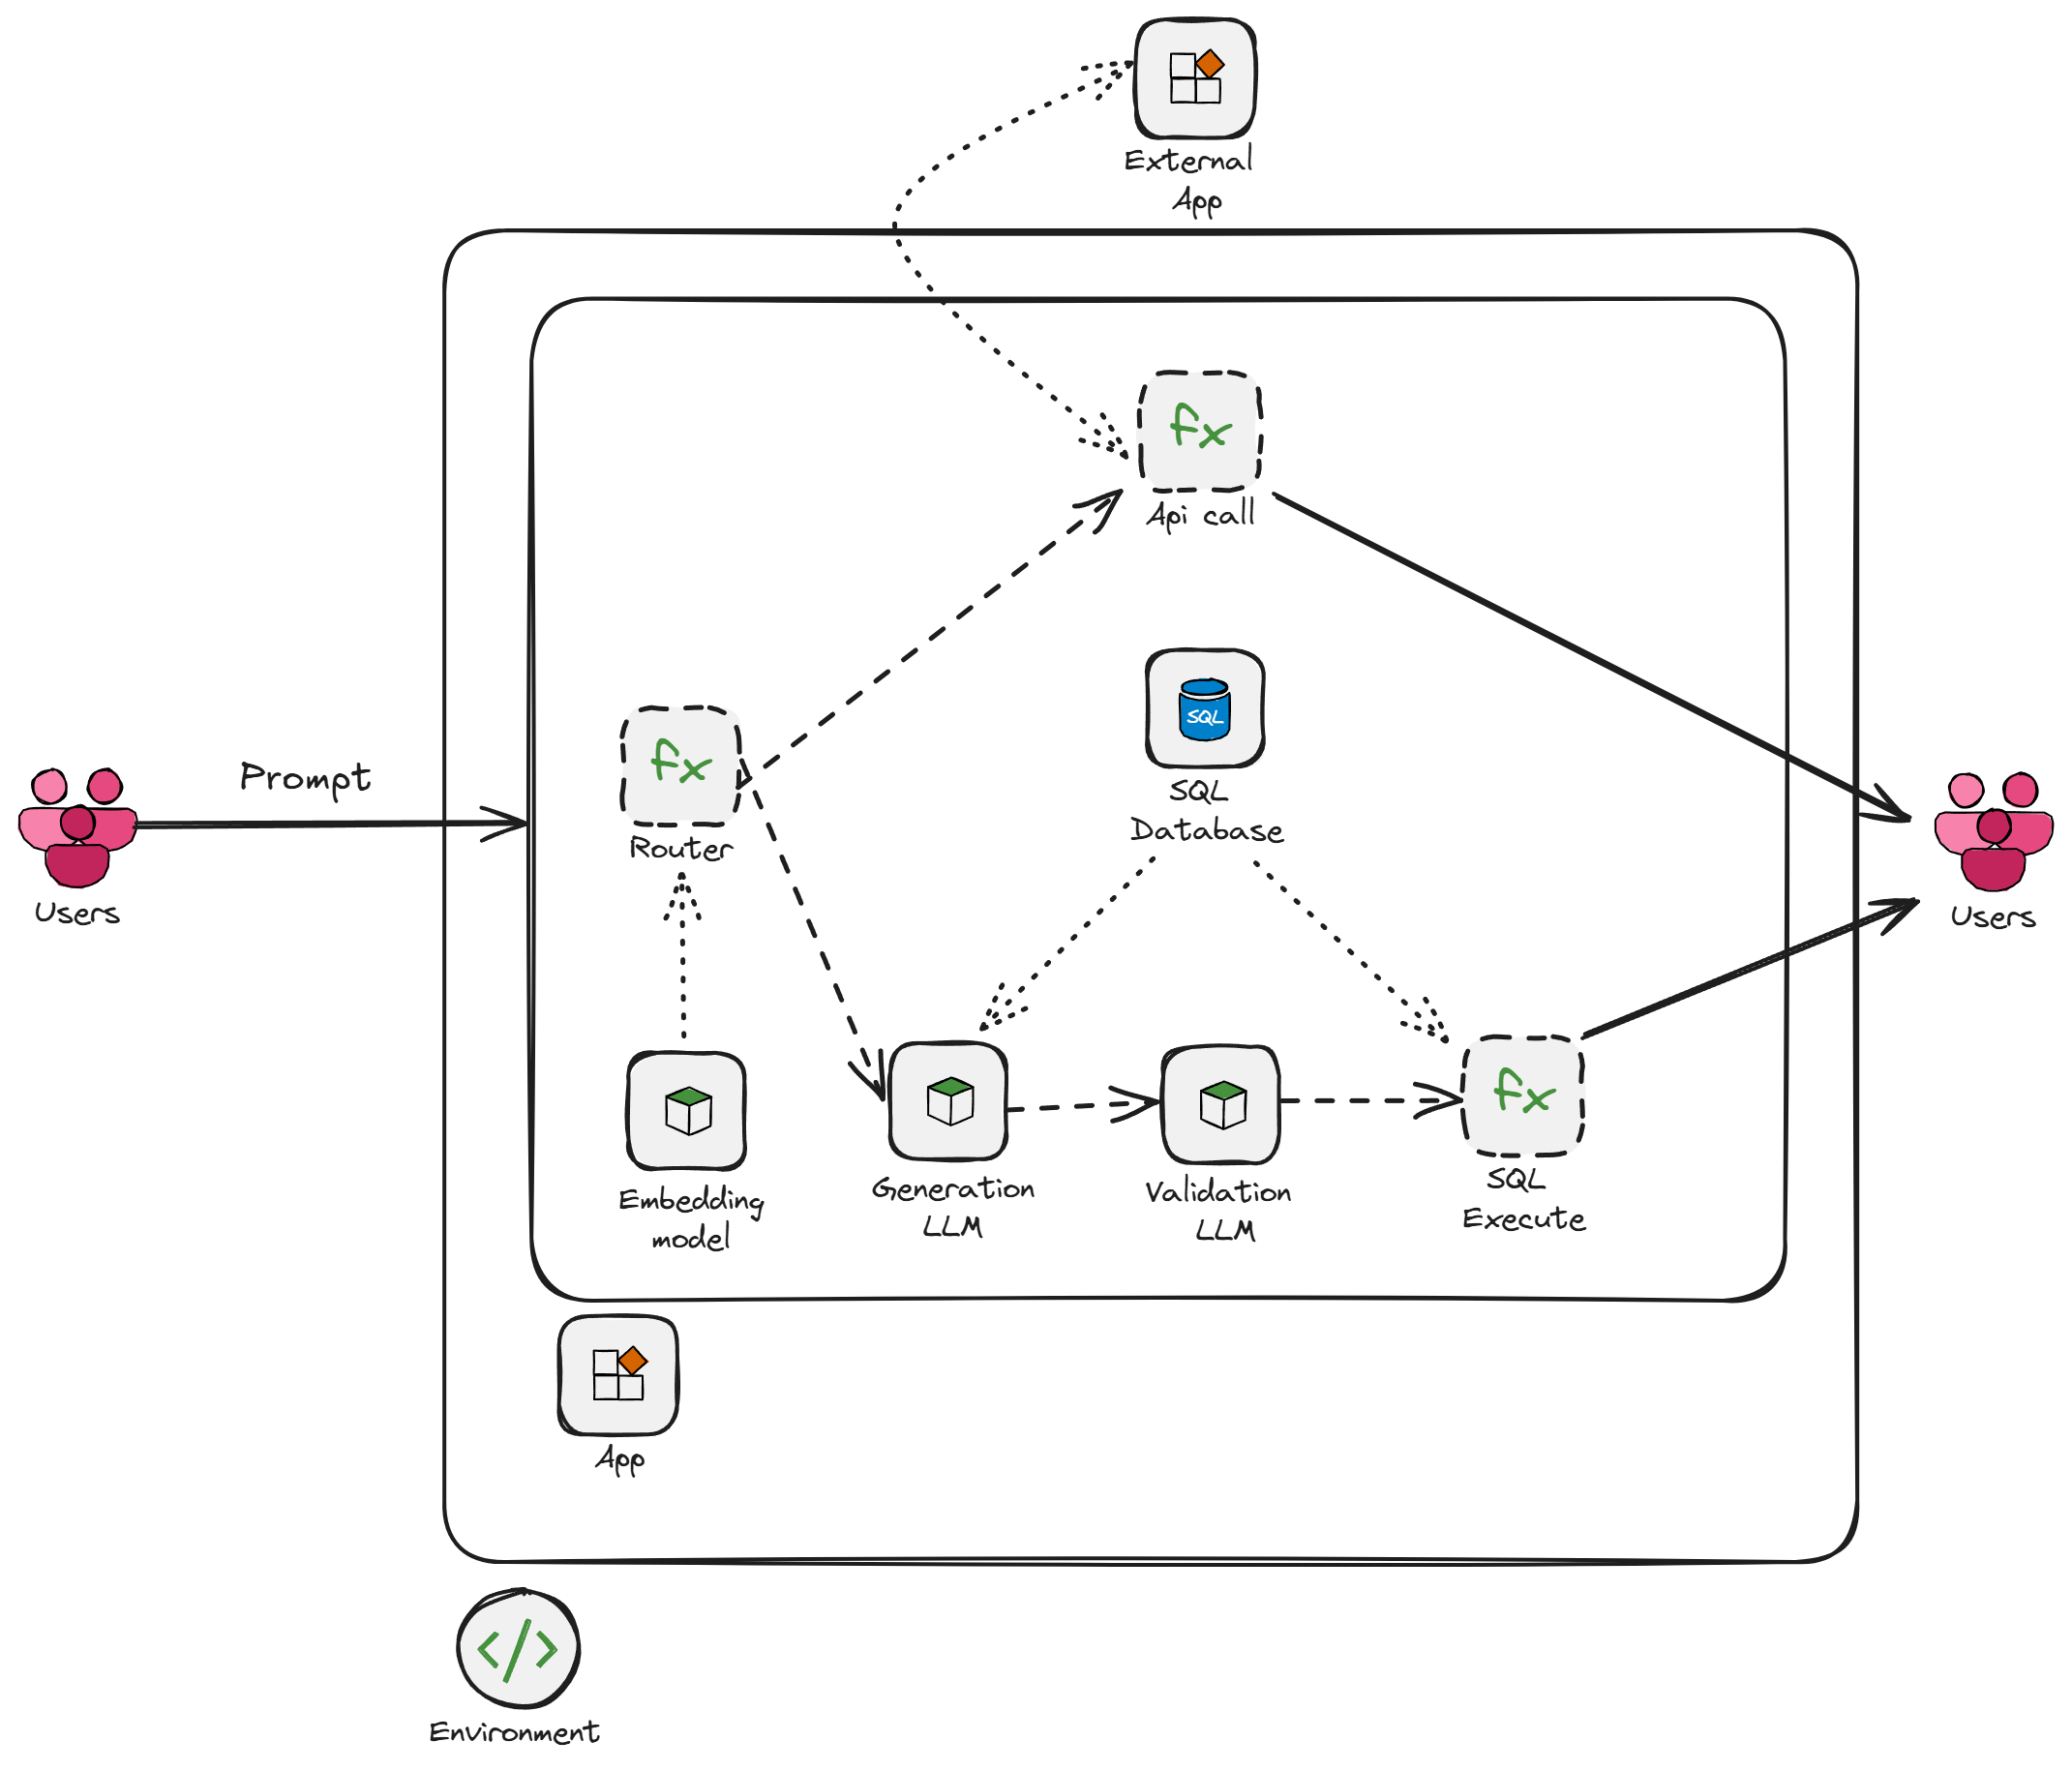 External
App
fx
Api call
SQL
SQL
Database
Prompt
fx
Router
Users
Users
Embedding
model
Generation
LLM
Validation
LLM
fx
SQL
Execute
App
</>
Environment